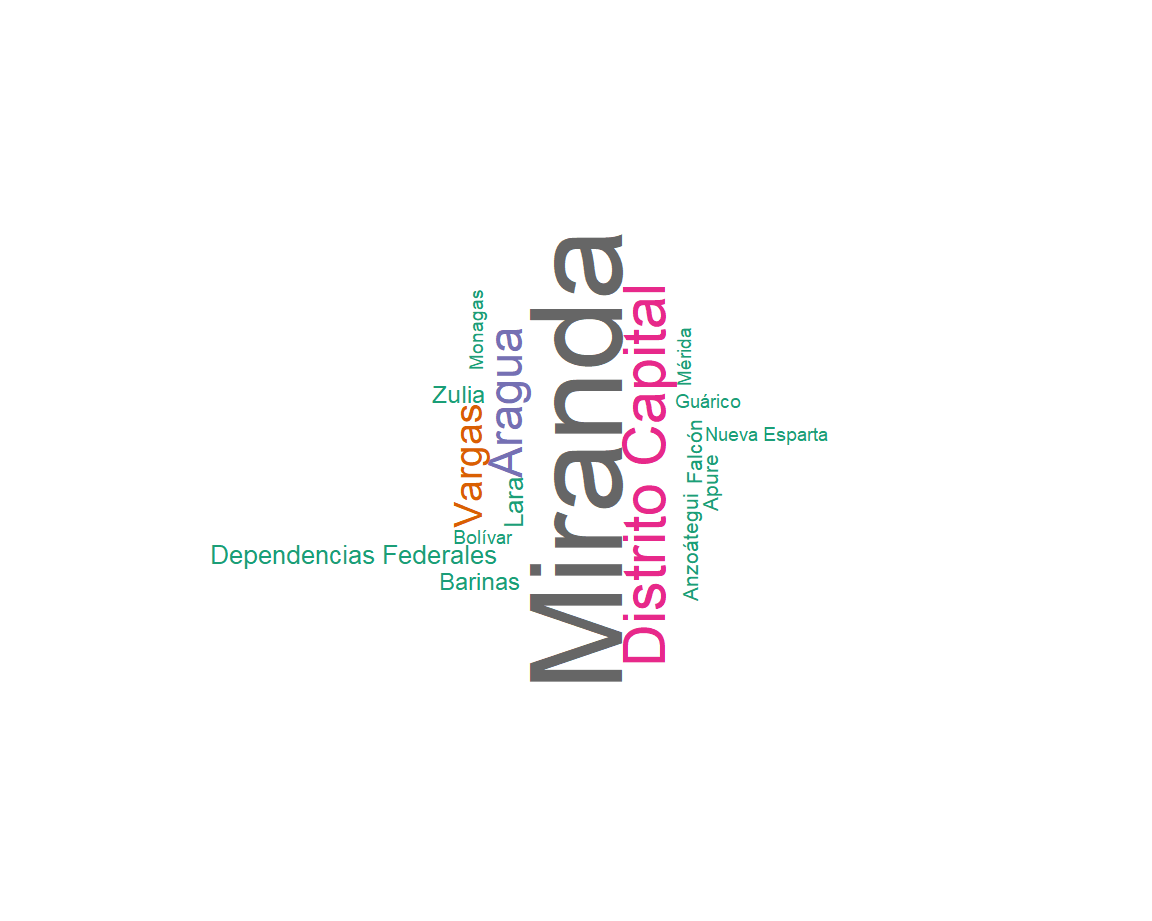 Miranda
Distrito Capital
Aragua
Vargas
Monagas
Zulia
Lara
Bolívar
Dependencias Federales
Barinas
Mérida
Guárico
Nueva Esparta
Falcón
Apure
Anzoátegui